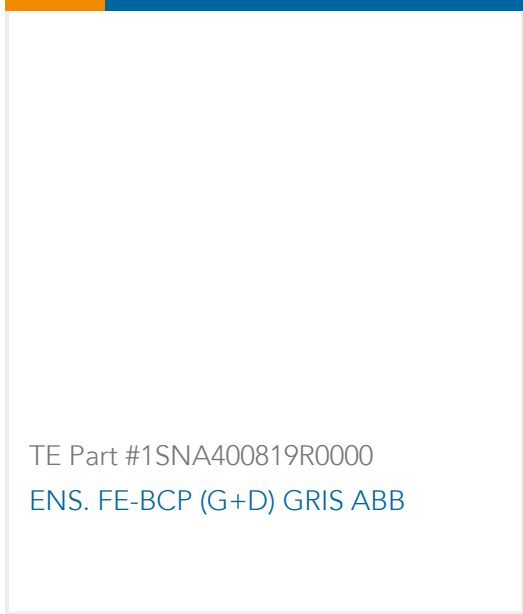 TE Part #1SNA400819R0000
ENS. FE-BCP (G+D) GRIS ABB